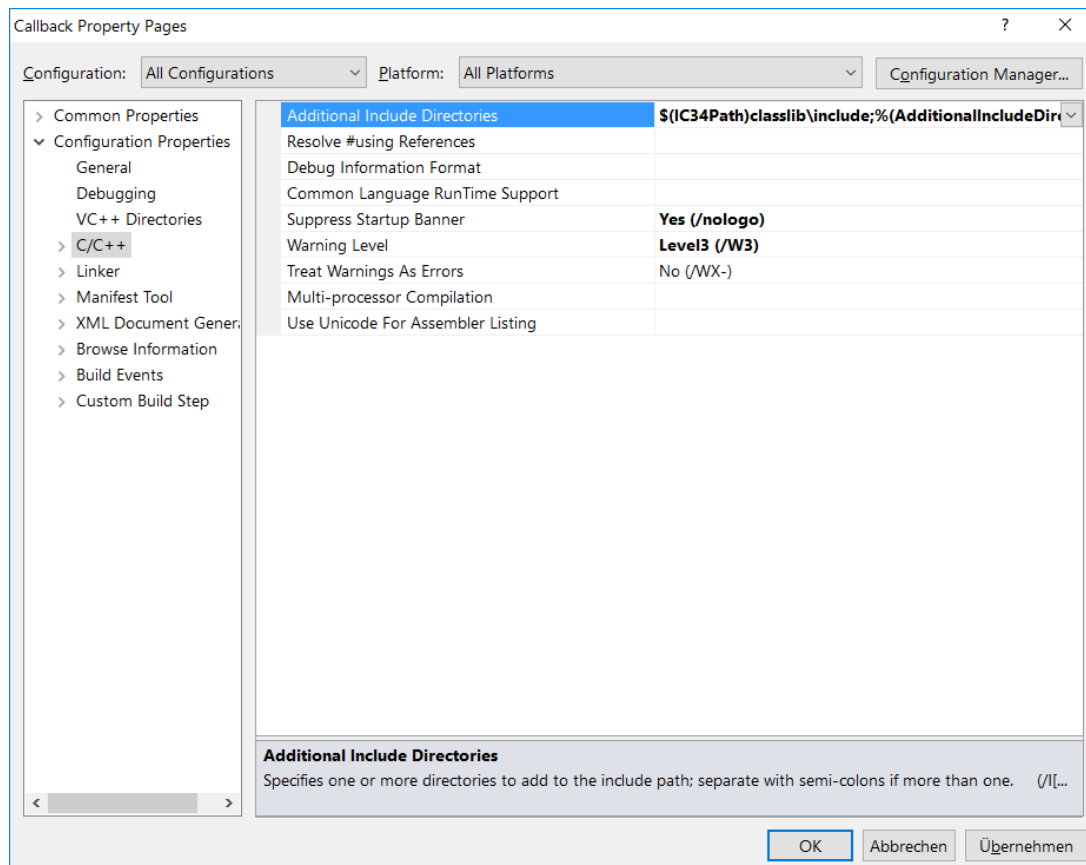 Callback Property Pages
Configuration: All Configurations Platform: All Platforms Configuration Manager...
Common Properties
Configuration Properties
General
Debugging
VC++ Directories
C/C++
Linker
Manifest Tool
XML Document Genera
Browse Information
Build Events
Custom Build Step
Additional Include Directories $(IC34Path)classlib\include;%(AdditionalIncludeDire
Resolve #using References
Debug Information Format
Common Language RunTime Support
Suppress Startup Banner Yes (/nologo)
Warning Level Level3 (/W3)
Treat Warnings As Errors No (/WX-)
Multi-processor Compilation
Use Unicode For Assembler Listing
Additional Include Directories
Specifies one or more directories to add to the include path; separate with semi-colons if more than one. (/I[...
OK Abbrechen Übernehmen